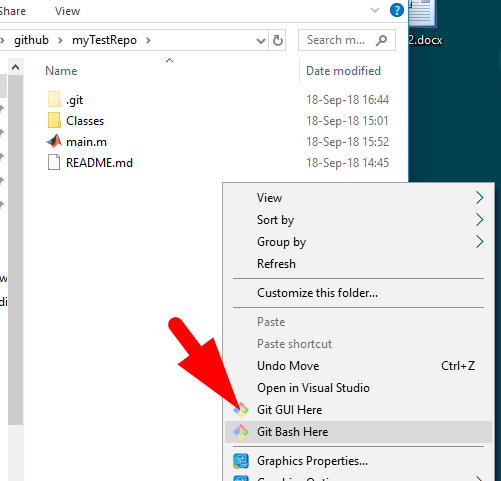 Share View
github myTestRepo Search m...
2.docx
Name Date modified
.git 18-Sep-18 16:44
Classes 18-Sep-18 15:01
main.m 18-Sep-18 15:52
README.md 18-Sep-18 14:45
View
Sort by
Group by
Refresh
Customize this folder...
Paste
Paste shortcut
Undo Move Ctrl+Z
Open in Visual Studio
Git GUI Here
Git Bash Here
Graphics Properties...